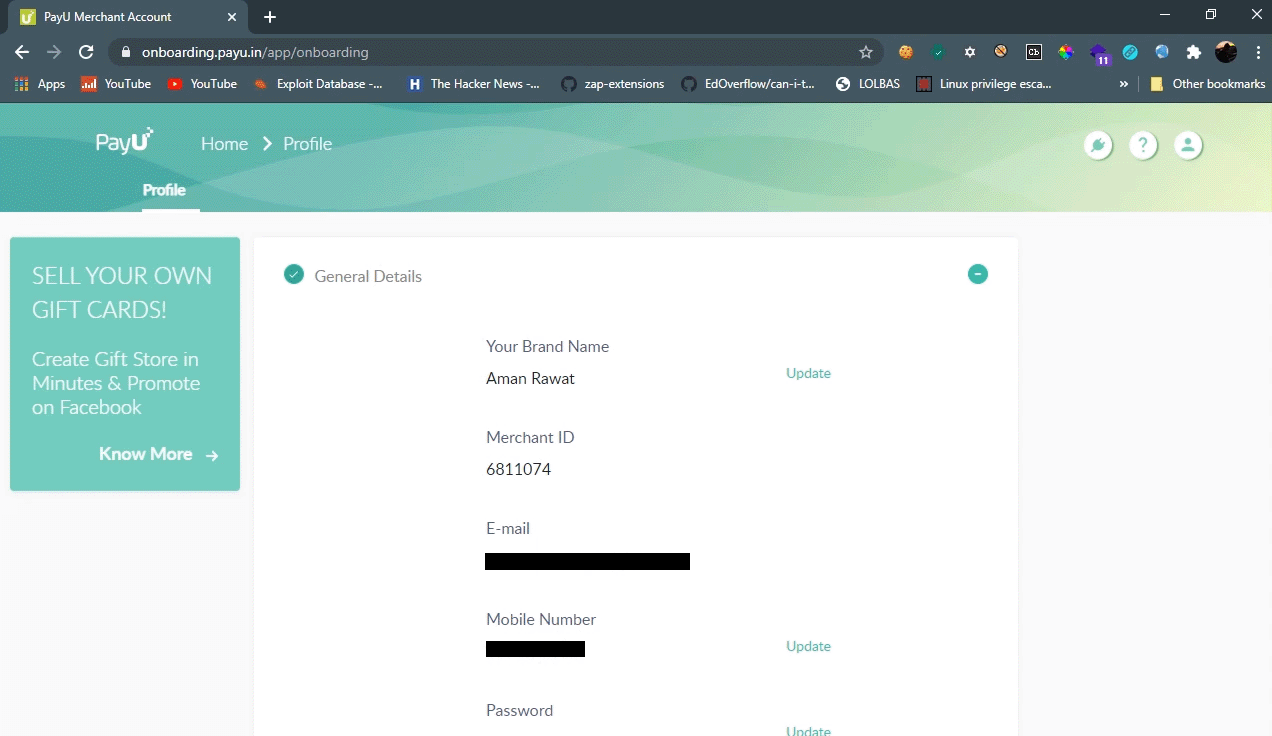 PayU Merchant Account
onboarding.payu.in/app/onboarding
Cb
11
Apps
YouTube
YouTube
Exploit Database -...
H
The Hacker News -...
zap-extensions
EdOverflow/can-i-t...
LOLBAS
Linux privilege esca...
»
Other bookmarks
PayU
Home
Profile
?
Profile
SELL YOUR OWN
GIFT CARDS!
Create Gift Store in
Minutes & Promote
on Facebook
Know More →
General Details
Your Brand Name
Aman Rawat
Update
Merchant ID
6811074
E-mail
Mobile Number
Update
Password
Update